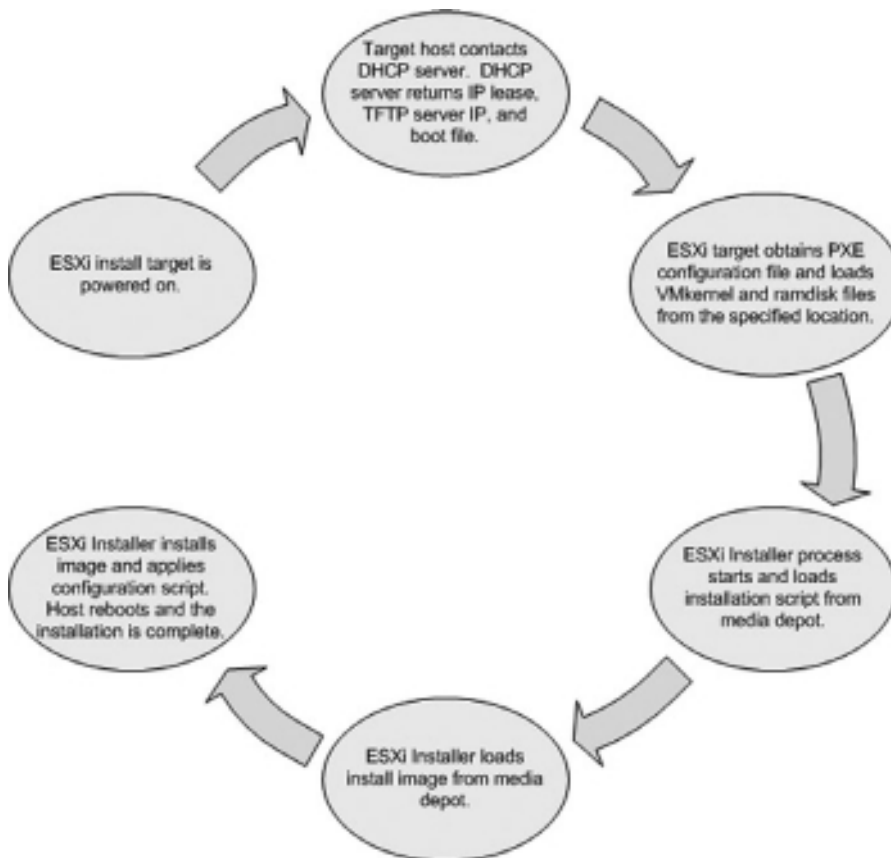 ESXi install target is
powered on.
Target host contacts
DHCP server. DHCP
server returns IP lease,
TFTP server IP, and
boot file.
ESXi target obtains PXE
configuration file and loads
VMkernel and ramdisk files
from the specified location.
ESXi Installer process
starts and loads
installation script from
media depot.
ESXi Installer loads
install image from media
depot.
ESXi Installer installs
image and applies
configuration script.
Host reboots and the
installation is complete.